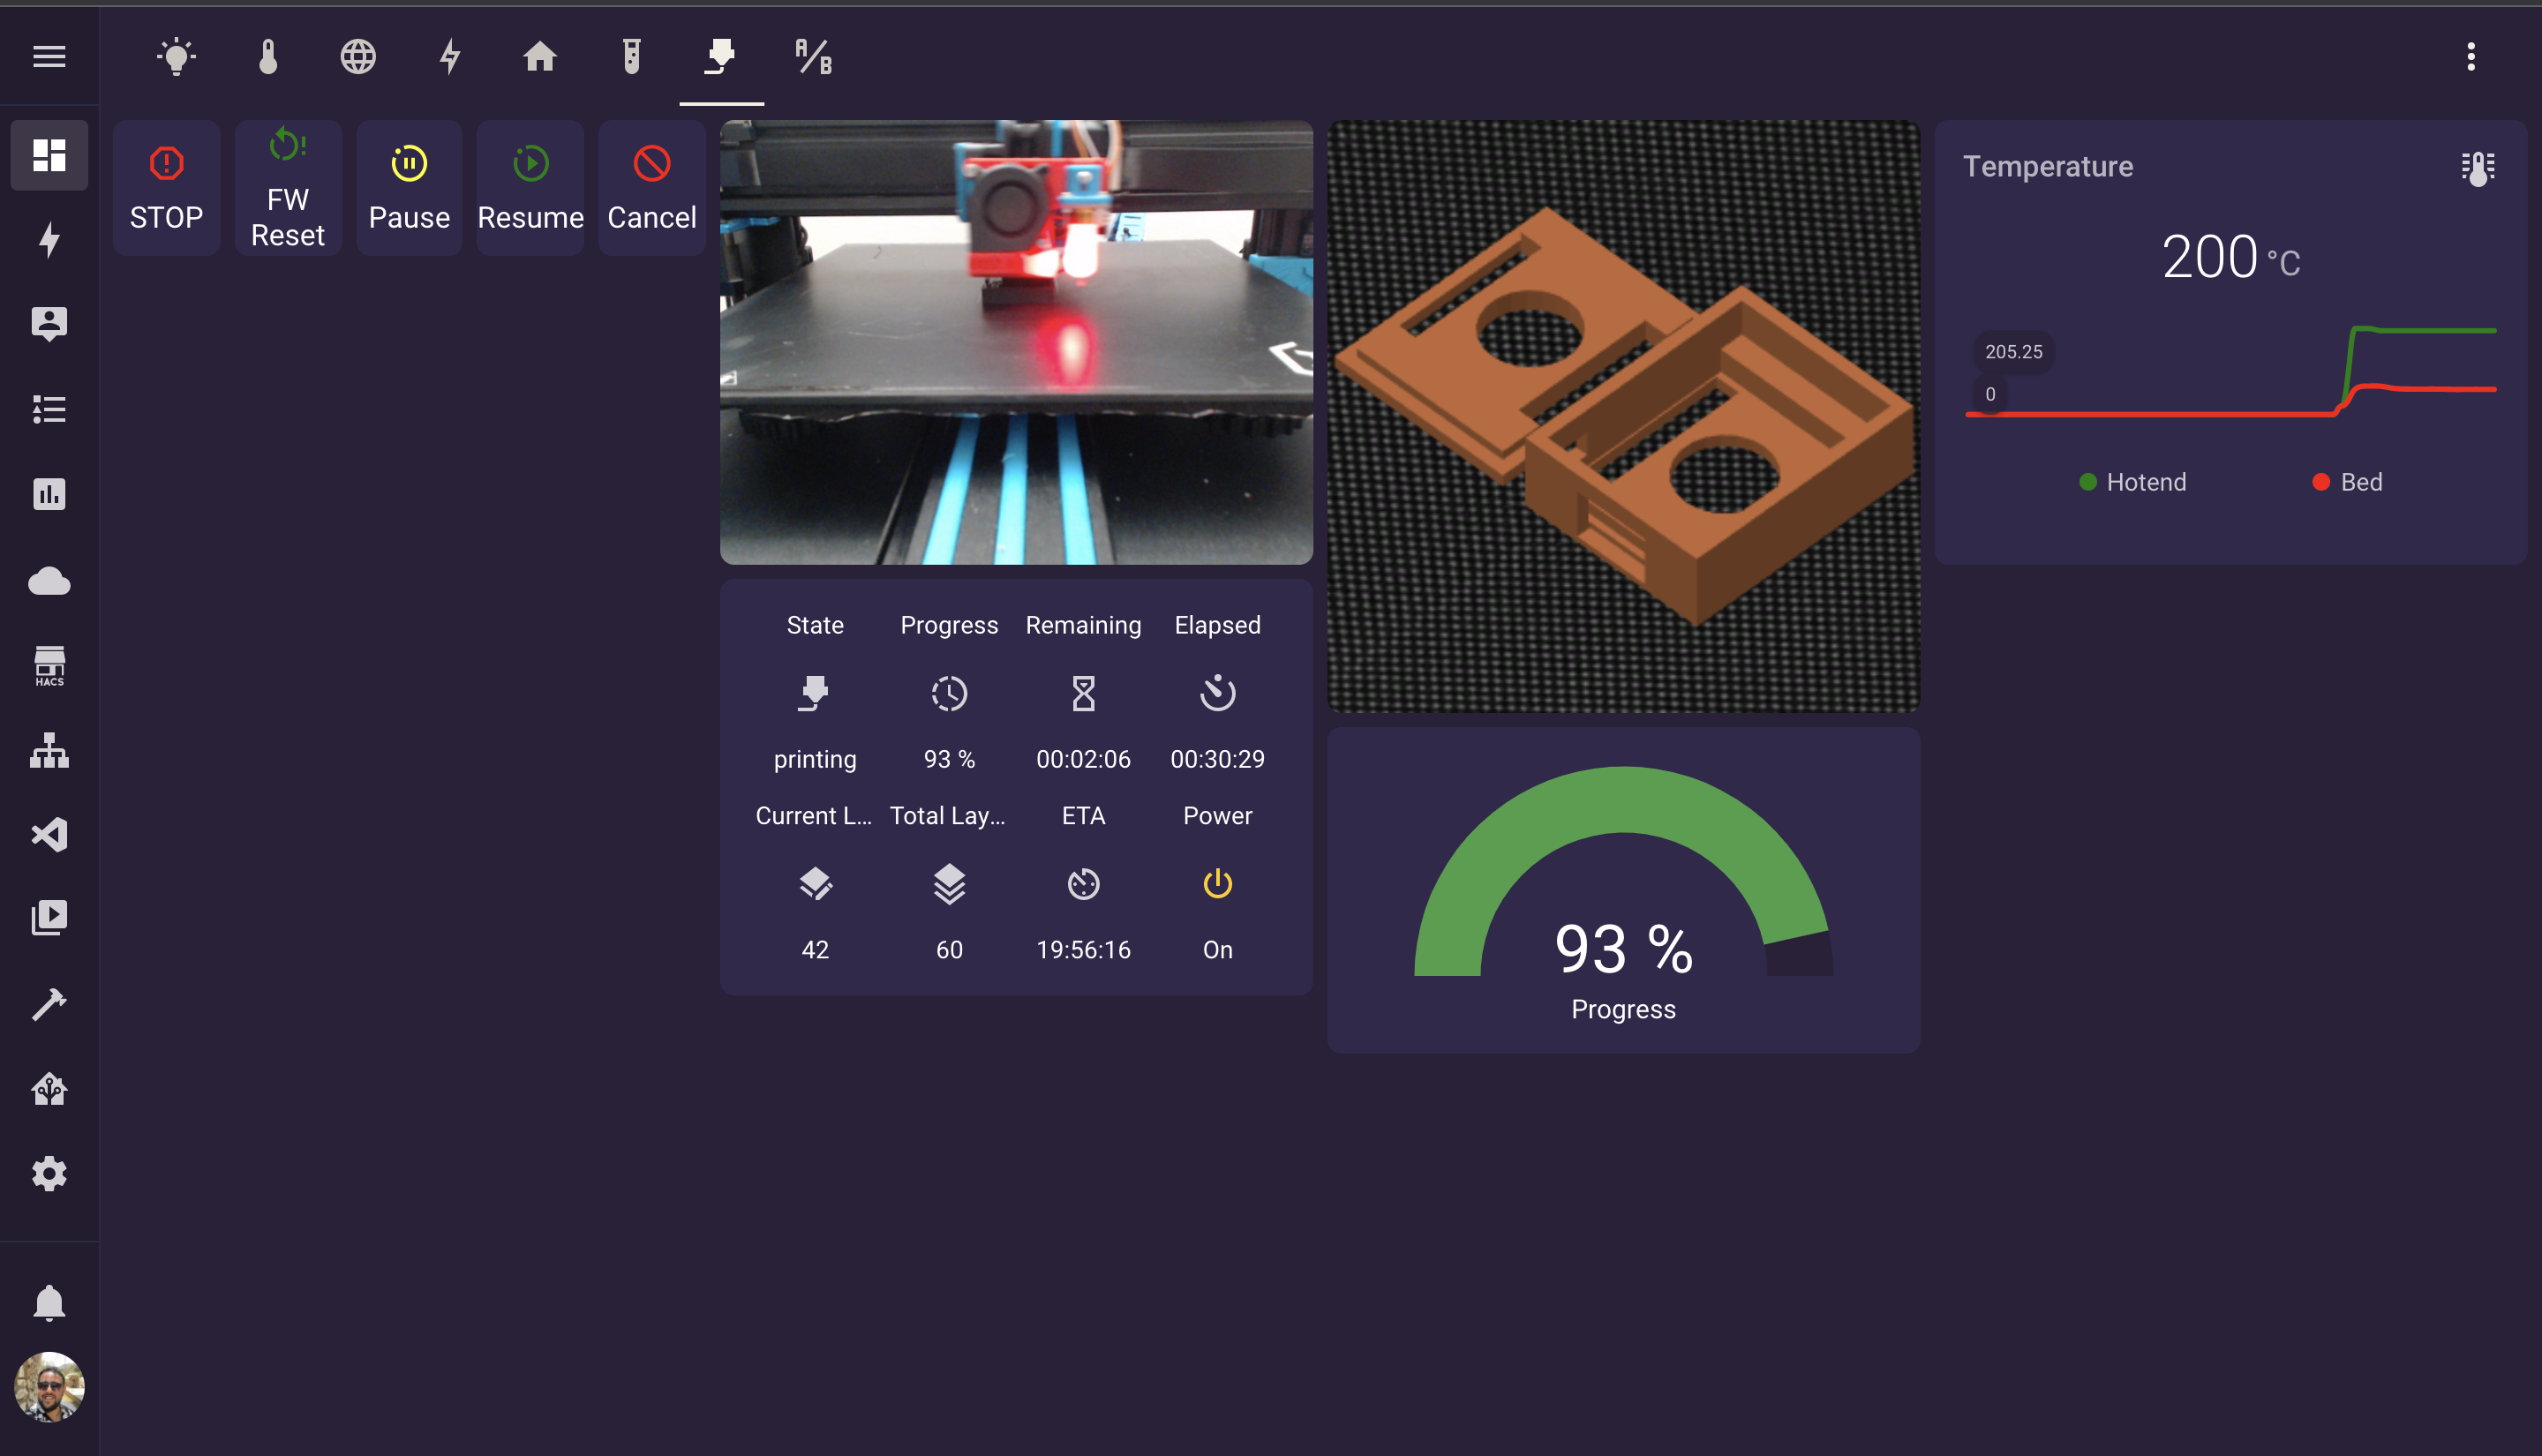 A/B
STOP
FW
Reset
Pause
Resume
Cancel
Temperature
200 °C
205.25
0
Hotend
Bed
State
Progress
Remaining
Elapsed
printing
93 %
00:02:06
00:30:29
Current L...
Total Lay...
ETA
Power
42
60
19:56:16
On
93 %
Progress
HACS